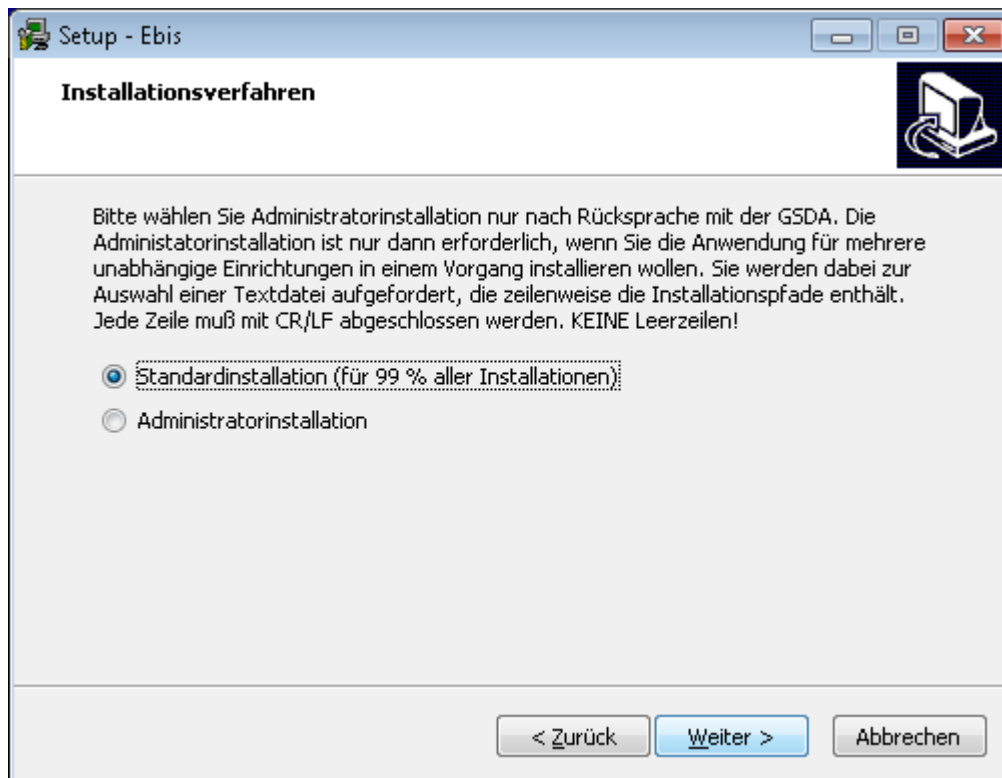 Setup - Ebis
Installationsverfahren
Bitte wählen Sie Administratorinstallation nur nach Rücksprache mit der GSDA. Die
Administatorinstallation ist nur dann erforderlich, wenn Sie die Anwendung für mehrere
unabhängige Einrichtungen in einem Vorgang installieren wollen. Sie werden dabei zur
Auswahl einer Textdatei aufgefordert, die zeilenweise die Installationspfade enthält.
Jede Zeile muß mit CR/LF abgeschlossen werden. KEINE Leerzeilen!
Standardinstallation (für 99 % aller Installationen)
Administratorinstallation
< Zurück Weiter > Abbrechen